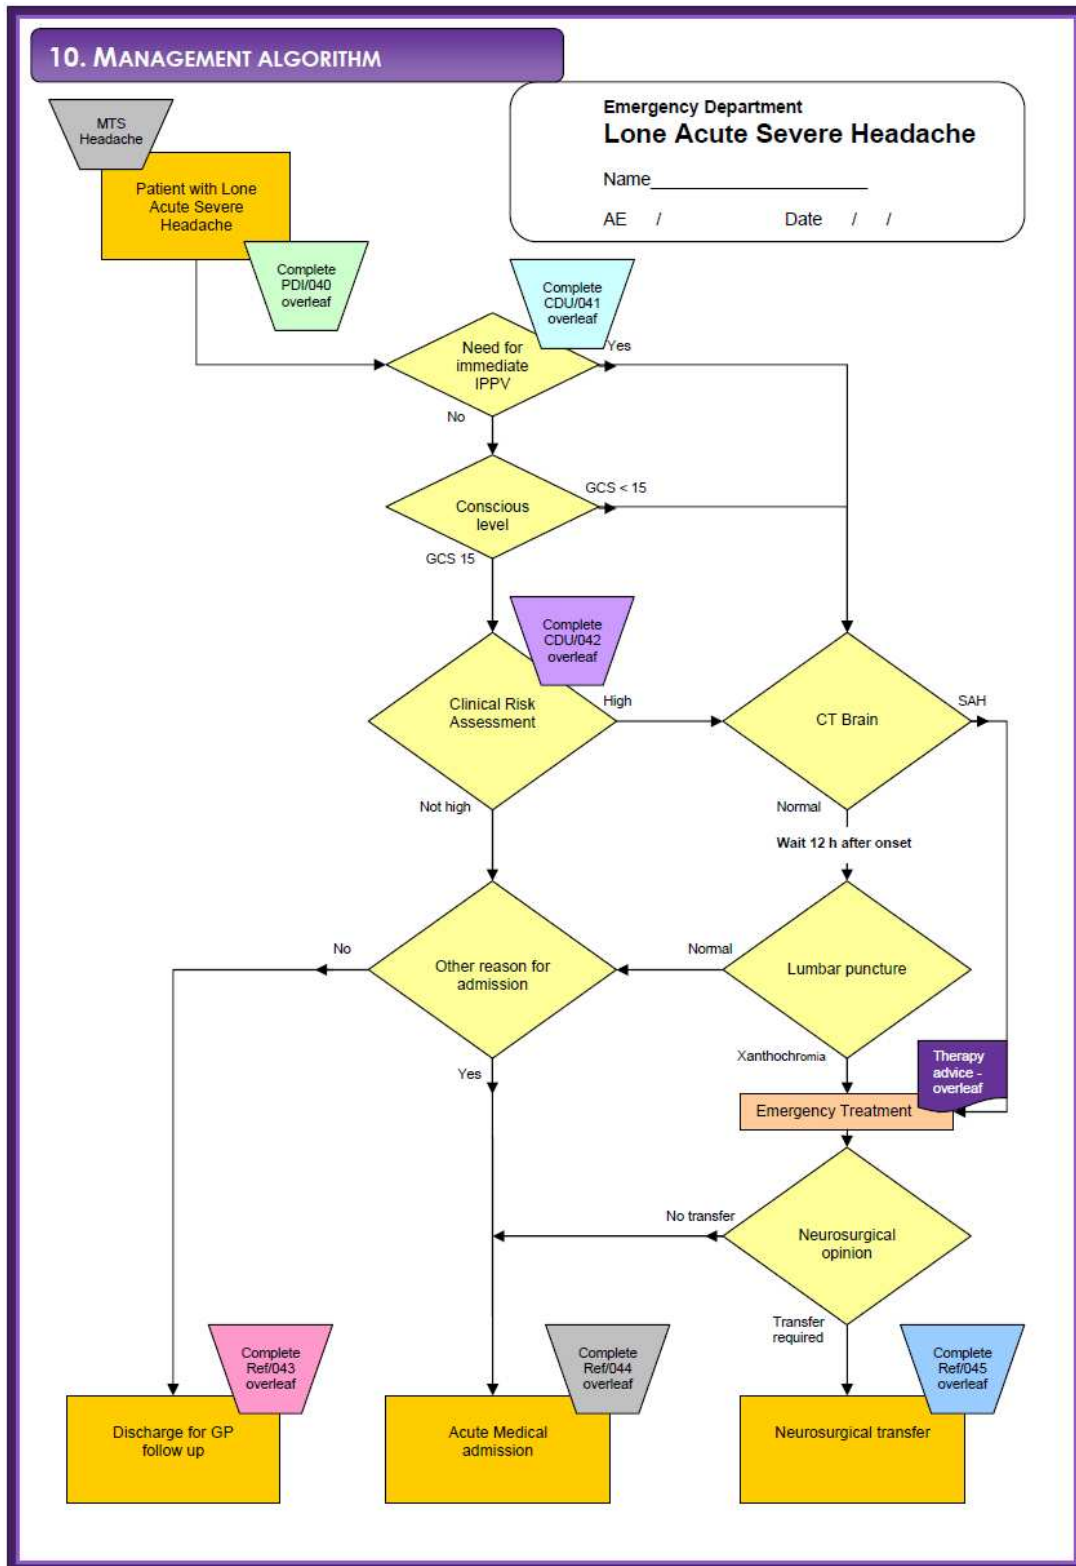 10. MANAGEMENT ALGORITHM
MTS
Headache
Emergency Department
Lone Acute Severe Headache
Name
AE / Date / /
Patient with Lone
Acute Severe
Headache
Complete
PDI/040
overleaf
Complete
CDU/041
overleaf
Need for
immediate
IPPV
Yes
No
Conscious
level
GCS < 15
GCS 15
Complete
CDU/042
overleaf
Clinical Risk
Assessment
High
Not high
CT Brain
SAH
Normal
Wait 12 h after onset
Lumbar puncture
Normal
Xanthochromia
Other reason for
admission
No
Yes
Therapy
advice -
overleaf
Emergency Treatment
Neurosurgical
opinion
No transfer
Transfer
required
Complete
Ref/043
overleaf
Discharge for GP
follow up
Complete
Ref/044
overleaf
Acute Medical
admission
Complete
Ref/045
overleaf
Neurosurgical transfer